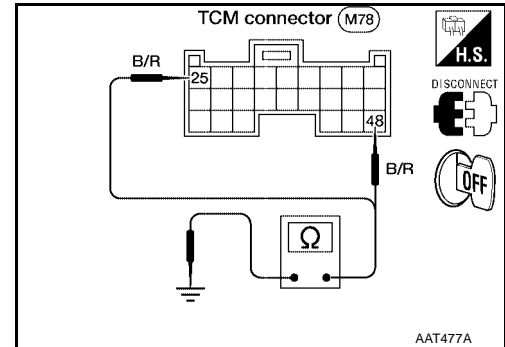 TCM connector (M78)
H.S.
B/R
25
DISCONNECT
48
B/R
OFF
Ω
AAT477A